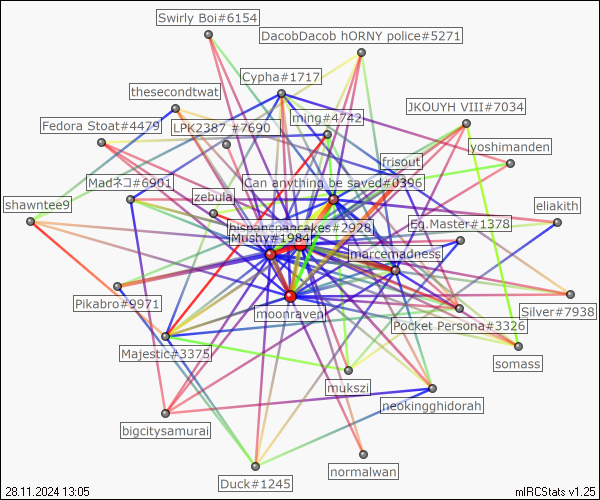 Swirly Boi#6154
DacobDacob hORNY police#5271
Cypha#1717
thesecondtwat
JKOUYH VIII#7034
ming#4742
Fedora Stoat#4479
LPK2387 #7690
yoshimanden
frisout
Madネコ#6901
Can anything be saved#0396
zebula
shawntee9
eliakith
Eg.Master#1378
hispancpancakes#2928
Mushy#1984
marcemadness
Pikabro#9971
moonraven
Silver#7938
Pocket Persona#3326
Majestic#3375
somass
mukszi
neokingghidorah
bigcitysamurai
normalwan
Duck#1245
28.11.2024 13:05
mIRCStats v1.25